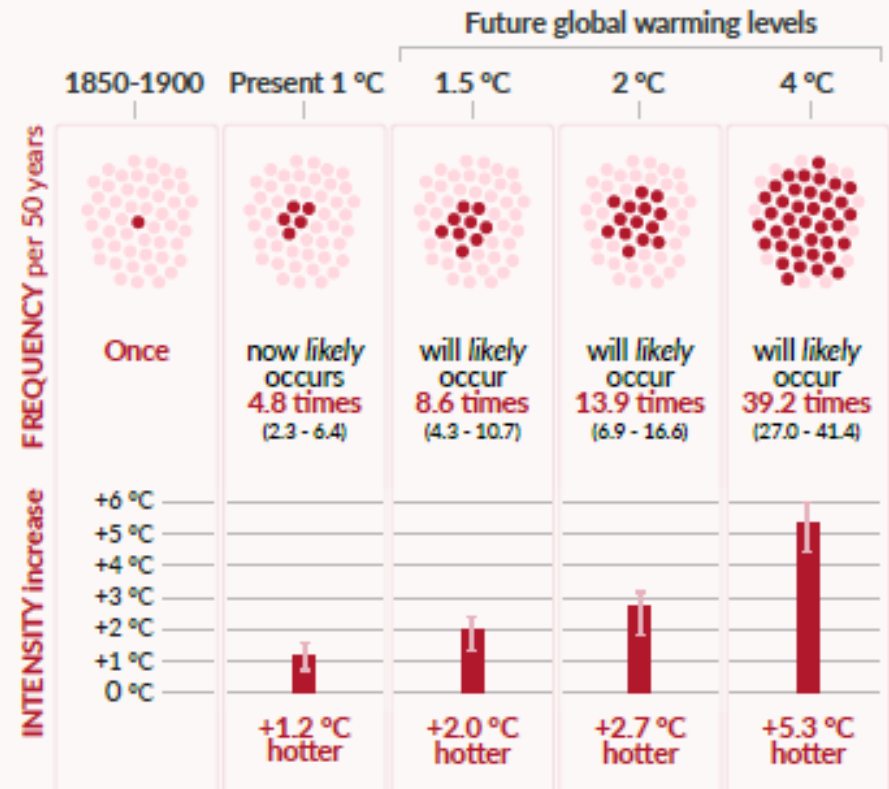 Future global warming levels
1850-1900 Present 1 °C 1.5 °C 2 °C 4 °C
FREQUENCY per 50 years
Once
now likely
occurs
4.8 times
(2.3 - 6.4)
will likely
occur
8.6 times
(4.3 - 10.7)
will likely
occur
13.9 times
(6.9 - 16.6)
will likely
occur
39.2 times
(27.0 - 41.4)
INTENSITY increase
+6 °C
+5 °C
+4 °C
+3 °C
+2 °C
+1 °C
0 °C
+1.2 °C
hotter
+2.0 °C
hotter
+2.7 °C
hotter
+5.3 °C
hotter